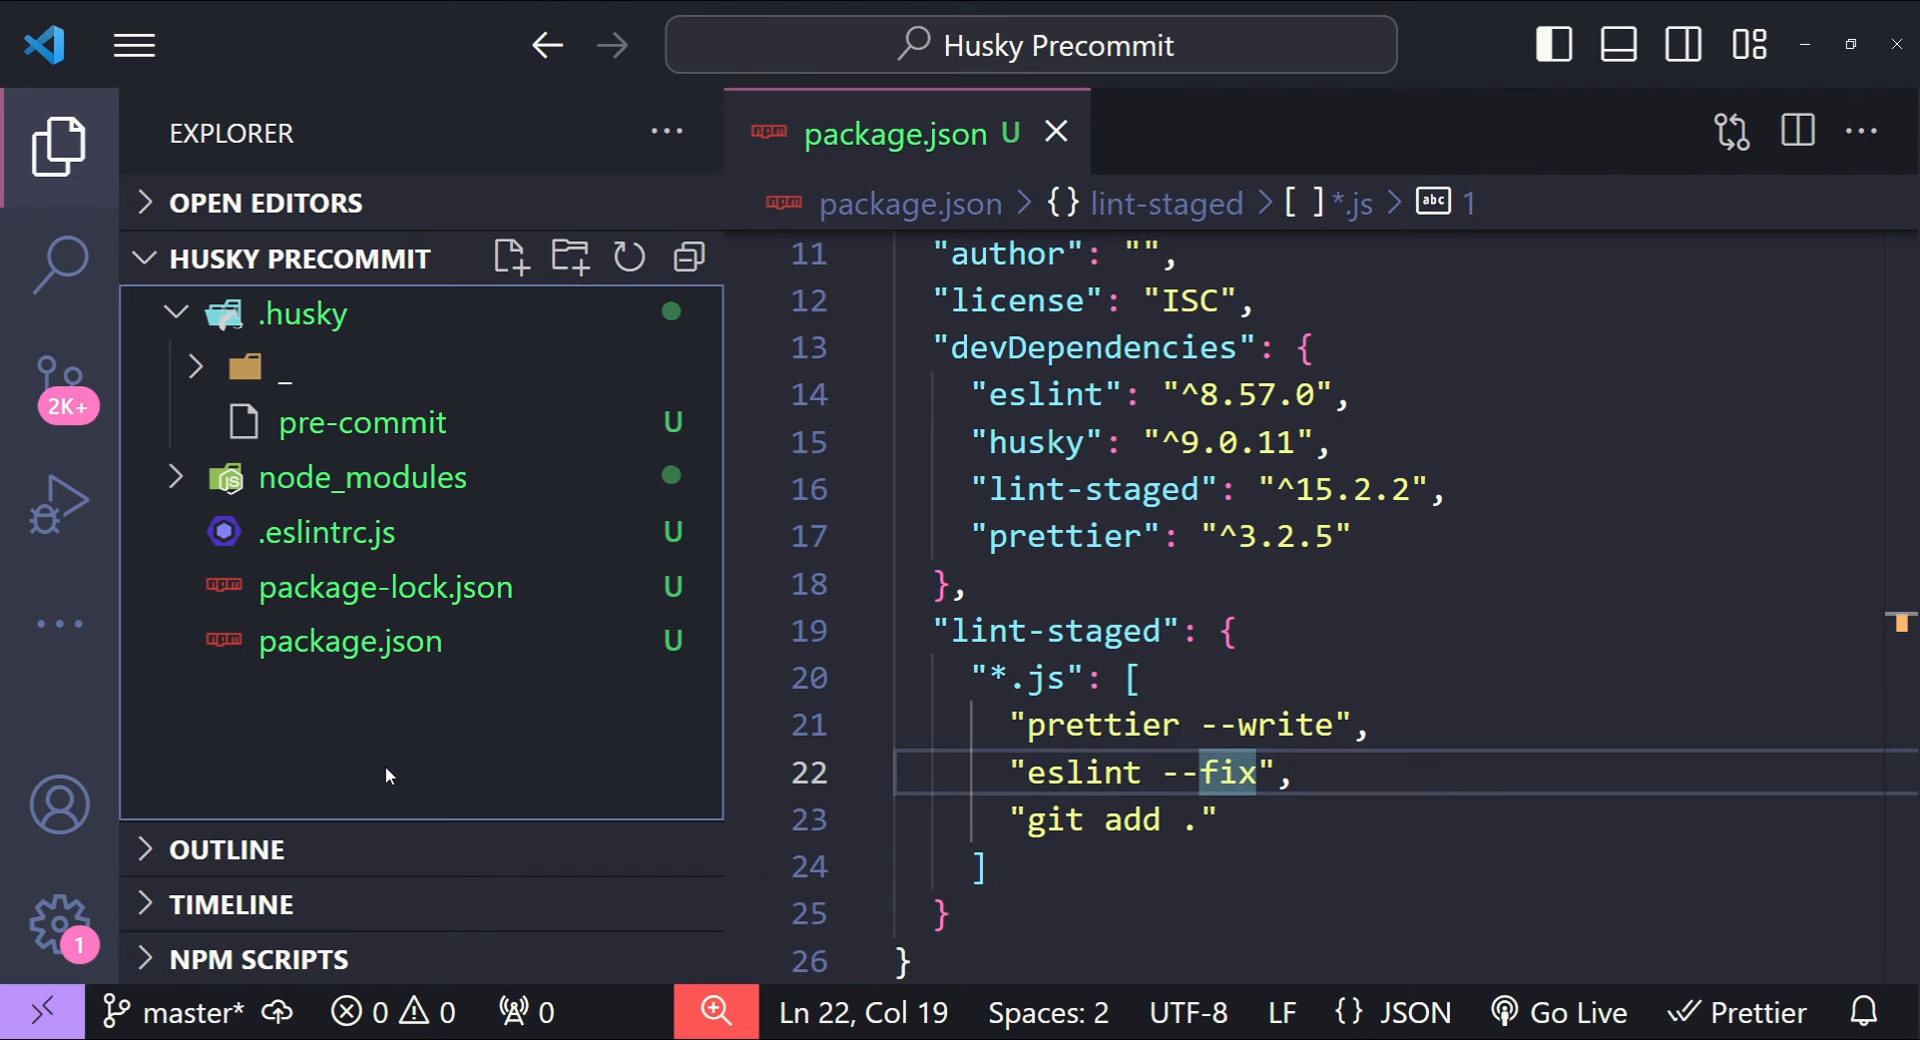 Husky Precommit
EXPLORER
OPEN EDITORS
HUSKY PRECOMMIT
.husky
_
pre-commit U
node_modules
.eslintrc.js U
package-lock.json U
package.json U
OUTLINE
TIMELINE
NPM SCRIPTS
2K+
1
package.json U
package.json > {} lint-staged > [ ] *.js > abc 1
11 "author": "",
12 "license": "ISC",
13 "devDependencies": {
14 "eslint": "^8.57.0",
15 "husky": "^9.0.11",
16 "lint-staged": "^15.2.2",
17 "prettier": "^3.2.5"
18 },
19 "lint-staged": {
20 "*.js": [
21 "prettier --write",
22 "eslint --fix",
23 "git add ."
24 ]
25 }
26 }
master* 0 0 0 Ln 22, Col 19 Spaces: 2 UTF-8 LF {} JSON Go Live Prettier